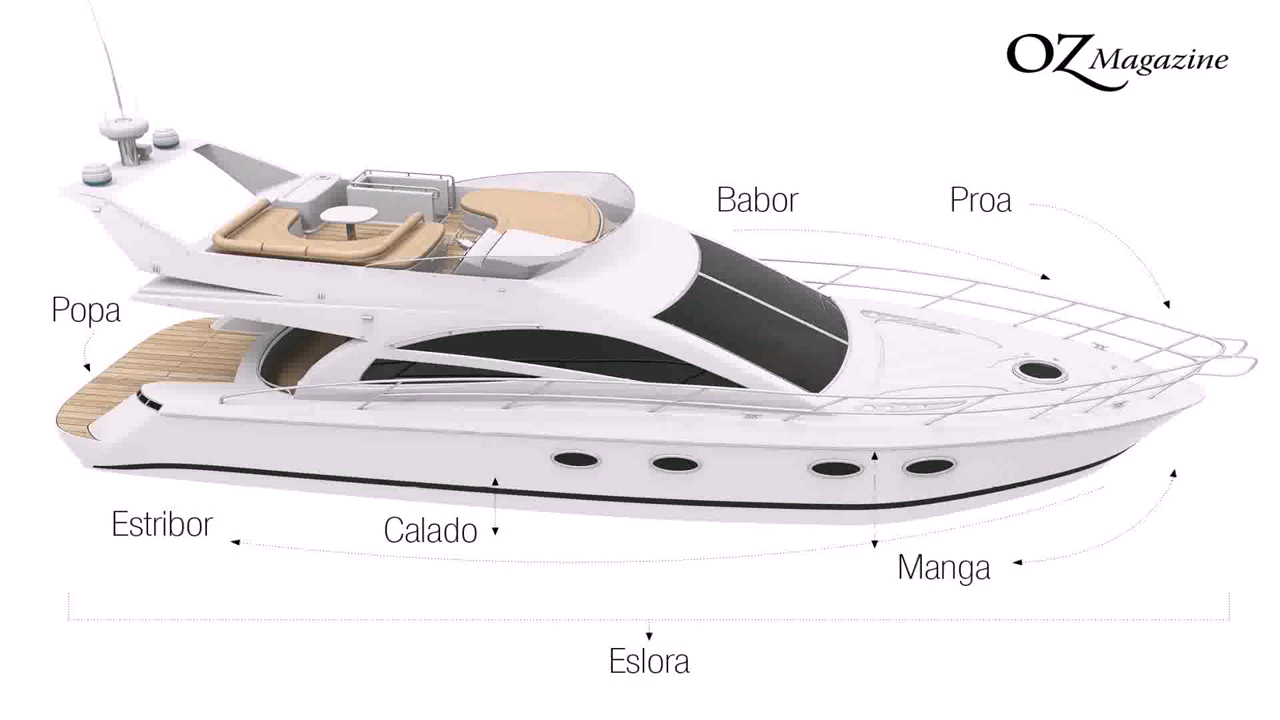 OZ Magazine
Babor
Proa
Popa
Estribor
Calado
Manga
Eslora